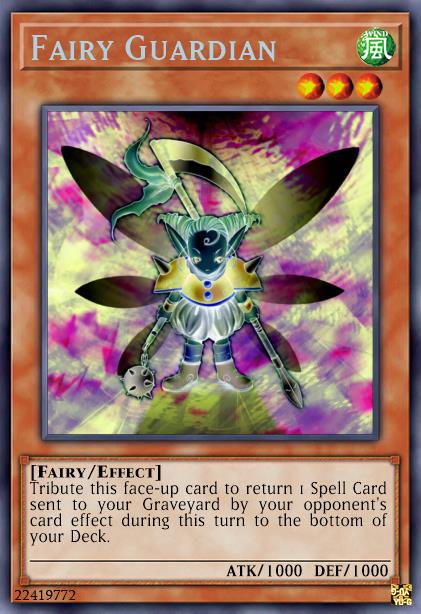 Fairy Guardian
WIND
風
[Fairy/Effect]
Tribute this face-up card to return 1 Spell Card
sent to your Graveyard by your opponent's
card effect during this turn to the bottom of
your Deck.
ATK/1000 DEF/1000
22419772